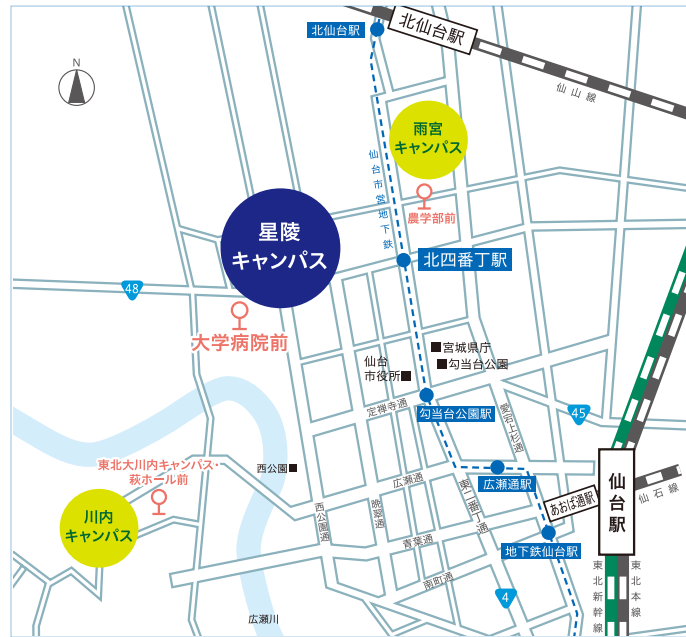 北仙台駅
北仙台駅
N
仙山線
雨宮
キャンパス
仙台市営地下鉄
農学部前
星陵
キャンパス
北四番丁駅
48
大学病院前
宮城県庁
勾当台公園
仙台
市役所
定禅寺通
勾当台公園駅
愛宕上杉通
45
東北大川内キャンパス・
萩ホール前
西公園
広瀬通
広瀬通駅
仙台駅
あおば通駅
仙石線
川内
キャンパス
西公園通
晩翠通
東二番丁通
青葉通
地下鉄仙台駅
南町通
4
東北新幹線
東北本線
広瀬川